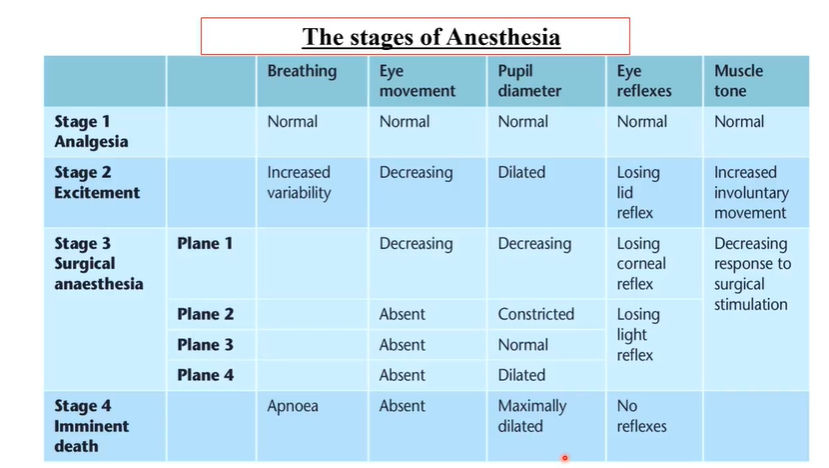 The stages of Anesthesia
Breathing Eye movement Pupil diameter Eye reflexes Muscle tone
Stage 1 Analgesia Normal Normal Normal Normal Normal
Stage 2 Excitement Increased variability Decreasing Dilated Losing lid reflex Increased involuntary movement
Stage 3 Surgical anaesthesia Plane 1 Decreasing Decreasing Losing corneal reflex Decreasing response to surgical stimulation
Plane 2 Absent Constricted Losing light reflex
Plane 3 Absent Normal
Plane 4 Absent Dilated
Stage 4 Imminent death Apnoea Absent Maximally dilated No reflexes